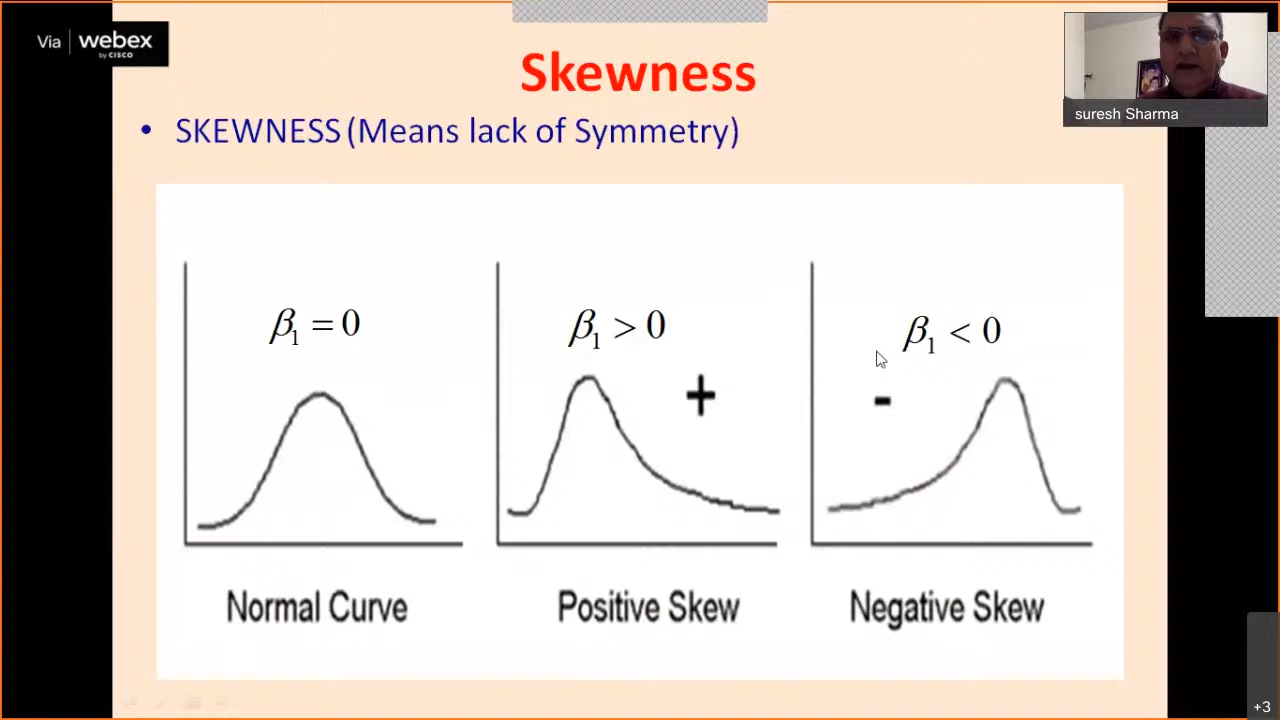 Via webex
by CISCO
Skewness
suresh Sharma
• SKEWNESS (Means lack of Symmetry)
β₁ = 0
β₁ > 0
β₁ < 0
+
-
Normal Curve
Positive Skew
Negative Skew
+3